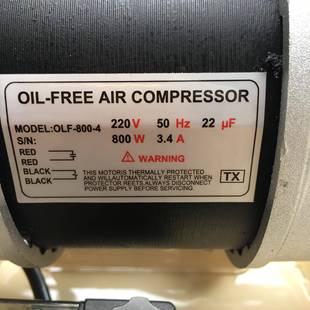 OIL-FREE AIR COMPRESSOR
MODEL:OLF-800-4 220V 50 Hz 22 µF
S/N: 800 W 3.4 A
RED
RED
⚠ WARNING
BLACK
BLACK
THIS MOTORIS THERMALLY PROTECTED
AND WILLAUTOMATICALLY RESTART WHEN
PROTECTOR REETS,ALWAYS DISCONNECT
POWER SUPPLY BEFORE SERVICING.
TX